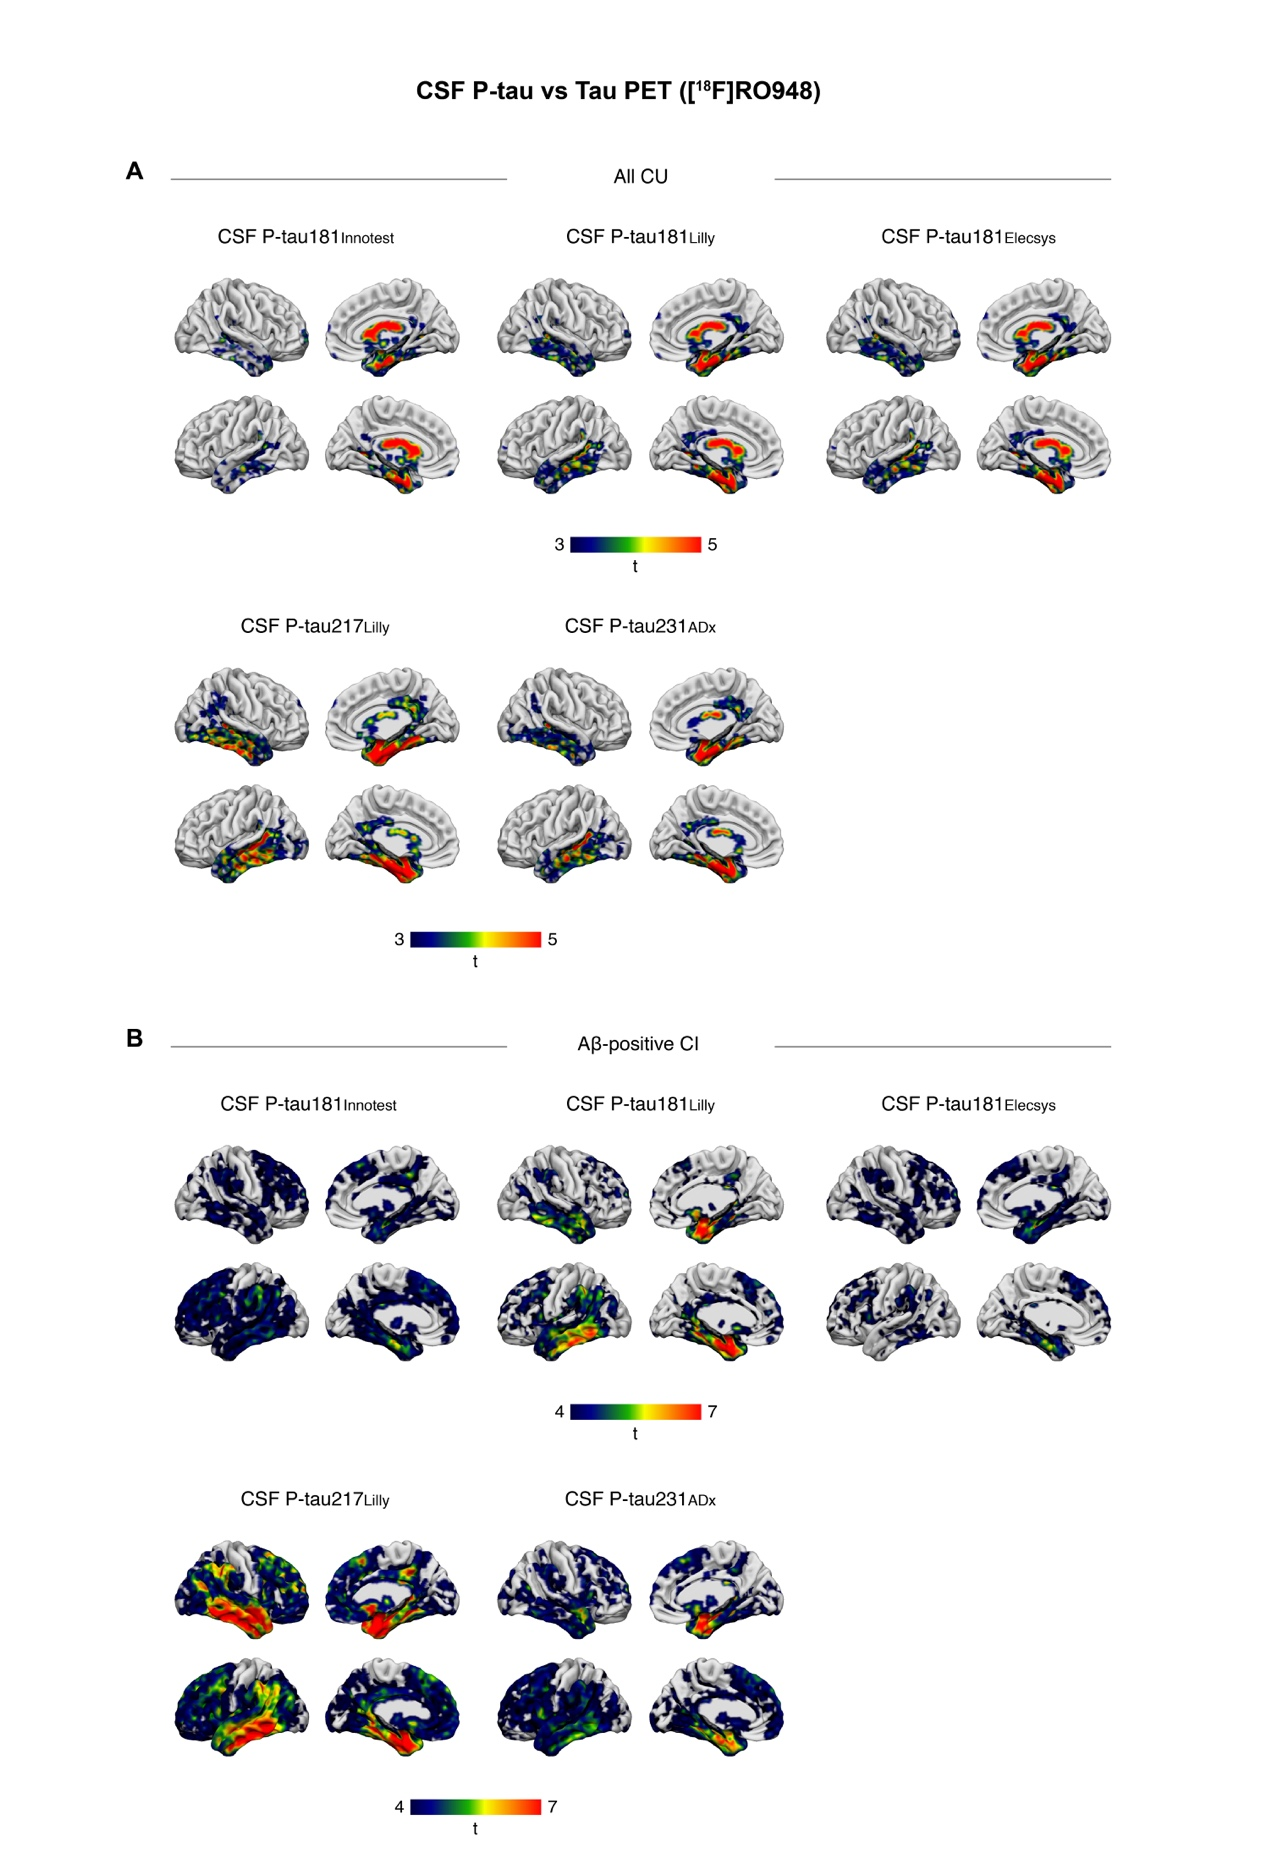 CSF P-tau vs Tau PET ([¹⁸F]RO948)
A
All CU
CSF P-tau181Innotest
CSF P-tau181Lilly
CSF P-tau181Elecsys
3 5
t
CSF P-tau217Lilly
CSF P-tau231ADx
3 5
t
B
Aβ-positive CI
CSF P-tau181Innotest
CSF P-tau181Lilly
CSF P-tau181Elecsys
4 7
t
CSF P-tau217Lilly
CSF P-tau231ADx
4 7
t